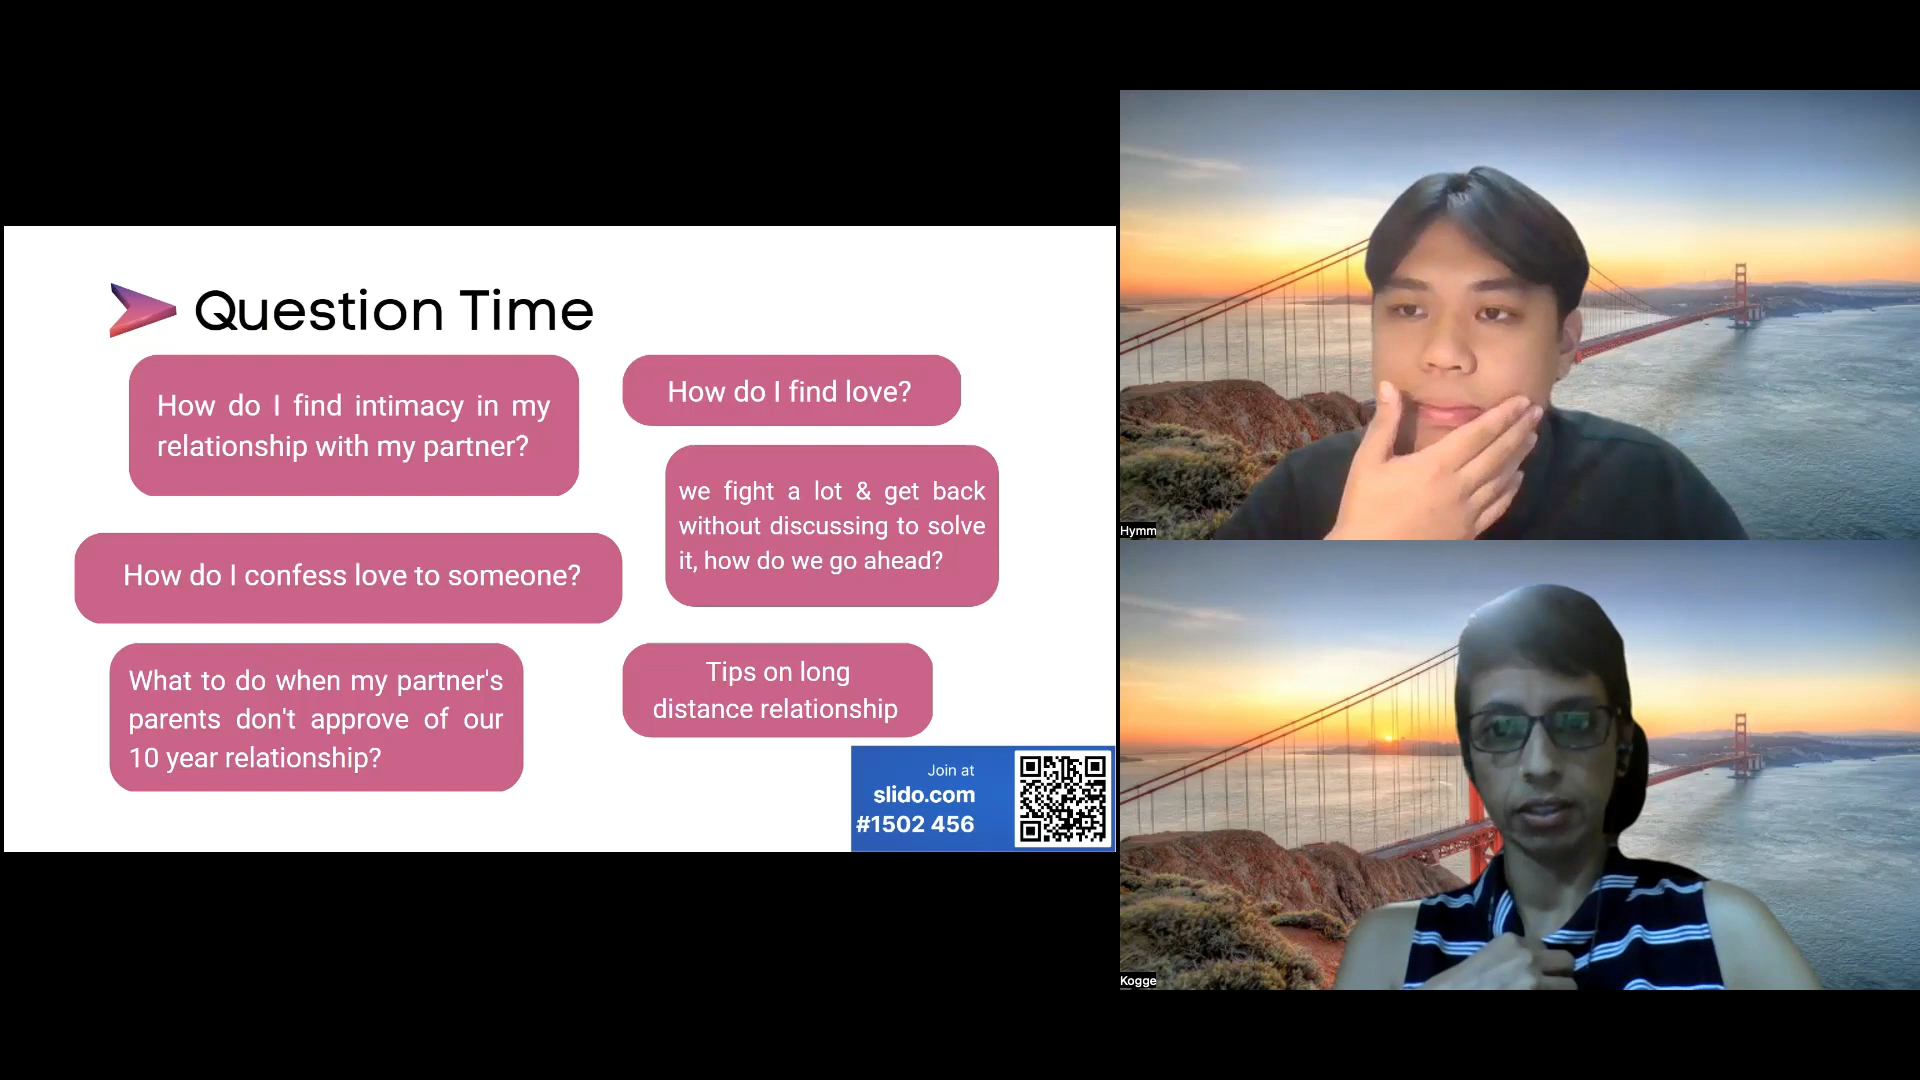 Question Time
How do I find intimacy in my
relationship with my partner?
How do I find love?
we fight a lot & get back
without discussing to solve
it, how do we go ahead?
How do I confess love to someone?
What to do when my partner's
parents don't approve of our
10 year relationship?
Tips on long
distance relationship
Join at
slido.com
#1502 456
Hymm
Kogge